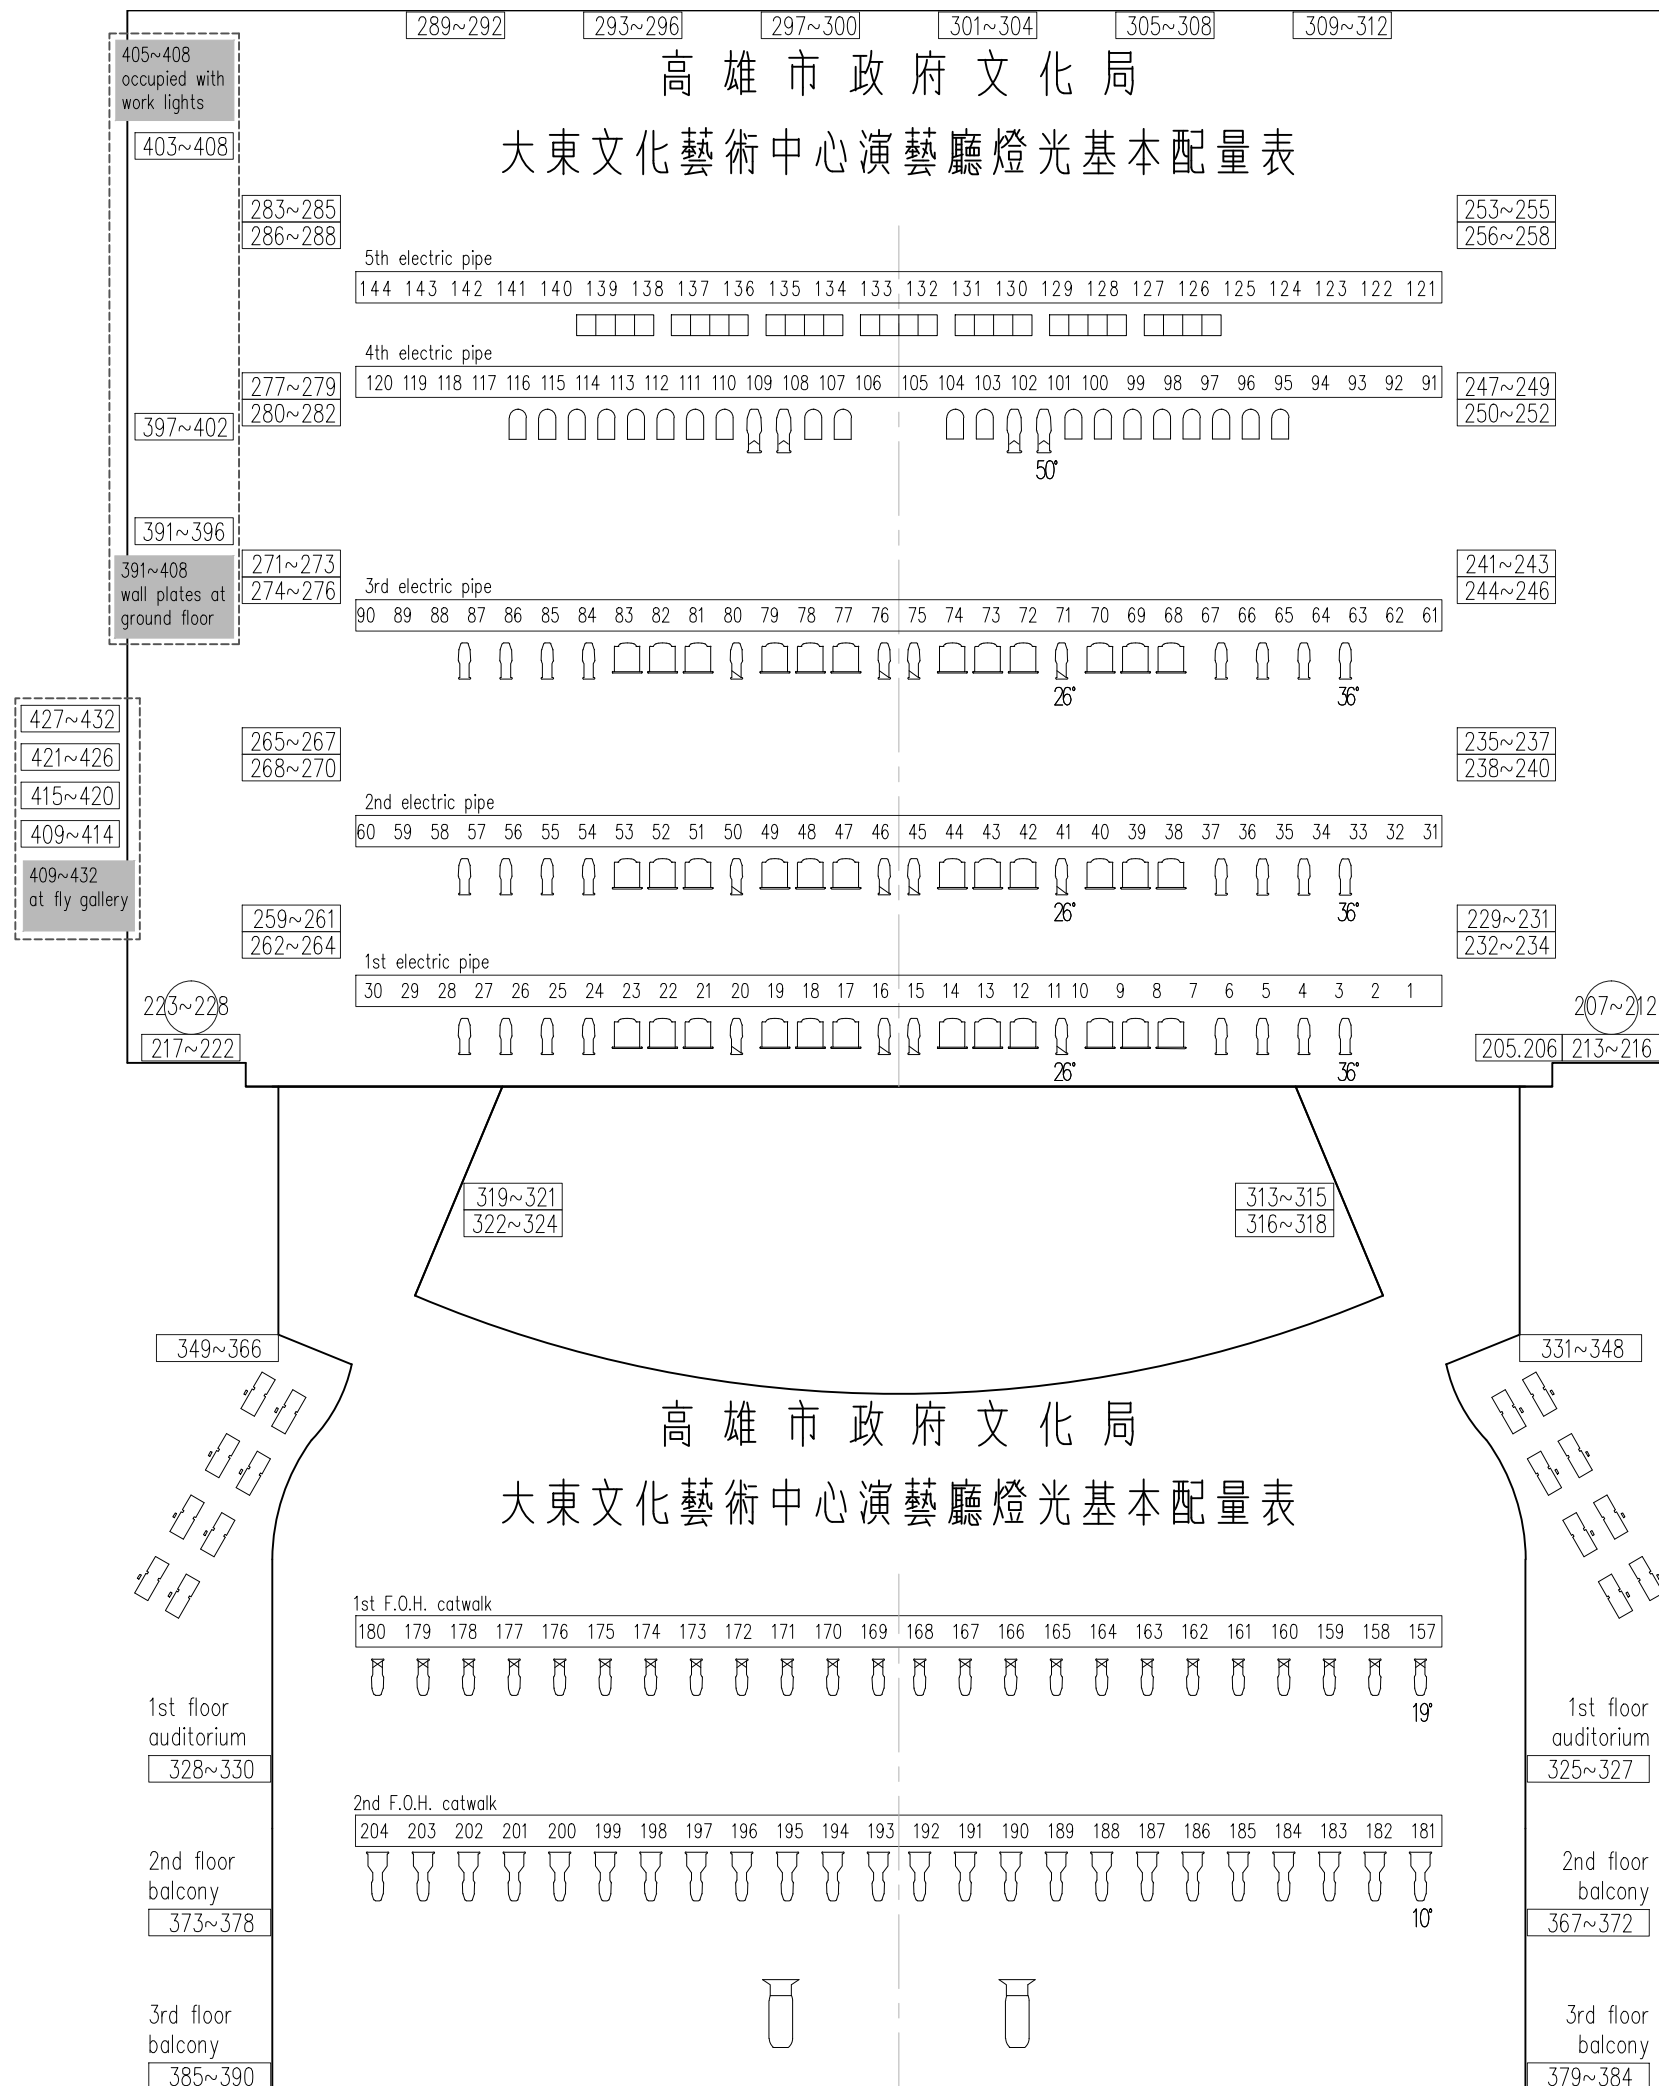 289~292 293~296 297~300 301~304 305~308 309~312
405~408
occupied with
work lights
高雄市政府文化局
大東文化藝術中心演藝廳燈光基本配量表
403~408
283~285
286~288
253~255
256~258
5th electric pipe
144 143 142 141 140 139 138 137 136 135 134 133 132 131 130 129 128 127 126 125 124 123 122 121
4th electric pipe
120 119 118 117 116 115 114 113 112 111 110 109 108 107 106 105 104 103 102 101 100 99 98 97 96 95 94 93 92 91
277~279
280~282
247~249
250~252
397~402
50°
391~396
391~408
wall plates at
ground floor
271~273
274~276
241~243
244~246
3rd electric pipe
90 89 88 87 86 85 84 83 82 81 80 79 78 77 76 75 74 73 72 71 70 69 68 67 66 65 64 63 62 61
26° 36°
427~432
421~426
415~420
409~414
409~432
at fly gallery
265~267
268~270
235~237
238~240
2nd electric pipe
60 59 58 57 56 55 54 53 52 51 50 49 48 47 46 45 44 43 42 41 40 39 38 37 36 35 34 33 32 31
26° 36°
259~261
262~264
229~231
232~234
1st electric pipe
30 29 28 27 26 25 24 23 22 21 20 19 18 17 16 15 14 13 12 11 10 9 8 7 6 5 4 3 2 1
26° 36°
223~228
217~222
207~212
205.206 213~216
319~321
322~324
313~315
316~318
349~366
331~348
高雄市政府文化局
大東文化藝術中心演藝廳燈光基本配量表
1st F.O.H. catwalk
180 179 178 177 176 175 174 173 172 171 170 169 168 167 166 165 164 163 162 161 160 159 158 157
19°
1st floor
auditorium
328~330
1st floor
auditorium
325~327
2nd F.O.H. catwalk
204 203 202 201 200 199 198 197 196 195 194 193 192 191 190 189 188 187 186 185 184 183 182 181
10°
2nd floor
balcony
373~378
2nd floor
balcony
367~372
3rd floor
balcony
385~390
3rd floor
balcony
379~384